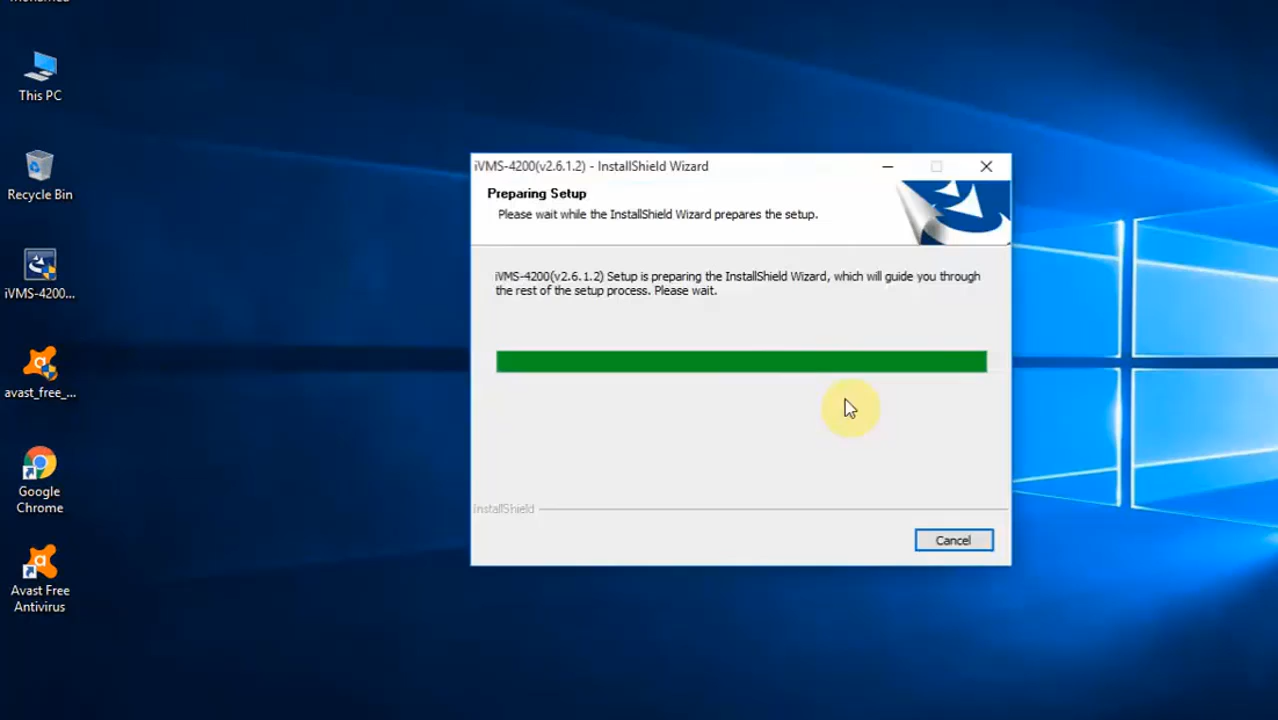 This PC
Recycle Bin
iVMS-4200...
avast_free_...
Google
Chrome
Avast Free
Antivirus
iVMS-4200(v2.6.1.2) - InstallShield Wizard
Preparing Setup
Please wait while the InstallShield Wizard prepares the setup.
iVMS-4200(v2.6.1.2) Setup is preparing the InstallShield Wizard, which will guide you through
the rest of the setup process. Please wait.
InstallShield
Cancel